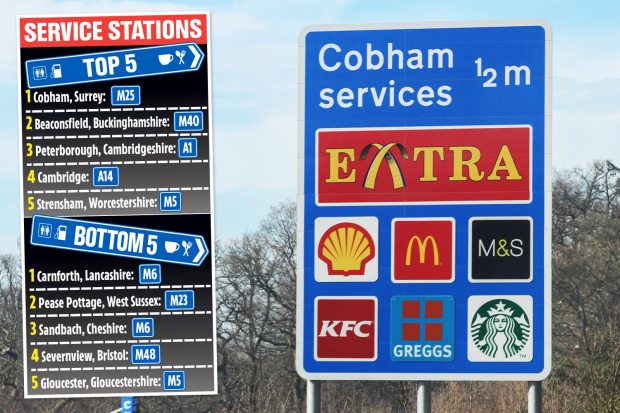 SERVICE STATIONS
TOP 5
1 Cobham, Surrey: M25
2 Beaconsfield, Buckinghamshire: M40
3 Peterborough, Cambridgeshire: A1
4 Cambridge: A14
5 Strensham, Worcestershire: M5
BOTTOM 5
1 Carnforth, Lancashire: M6
2 Pease Pottage, West Sussex: M23
3 Sandbach, Cheshire: M6
4 Severnview, Bristol: M48
5 Gloucester, Gloucestershire: M5
Cobham
services ½ m
EXTRA
M
M&S
KFC
GREGGS